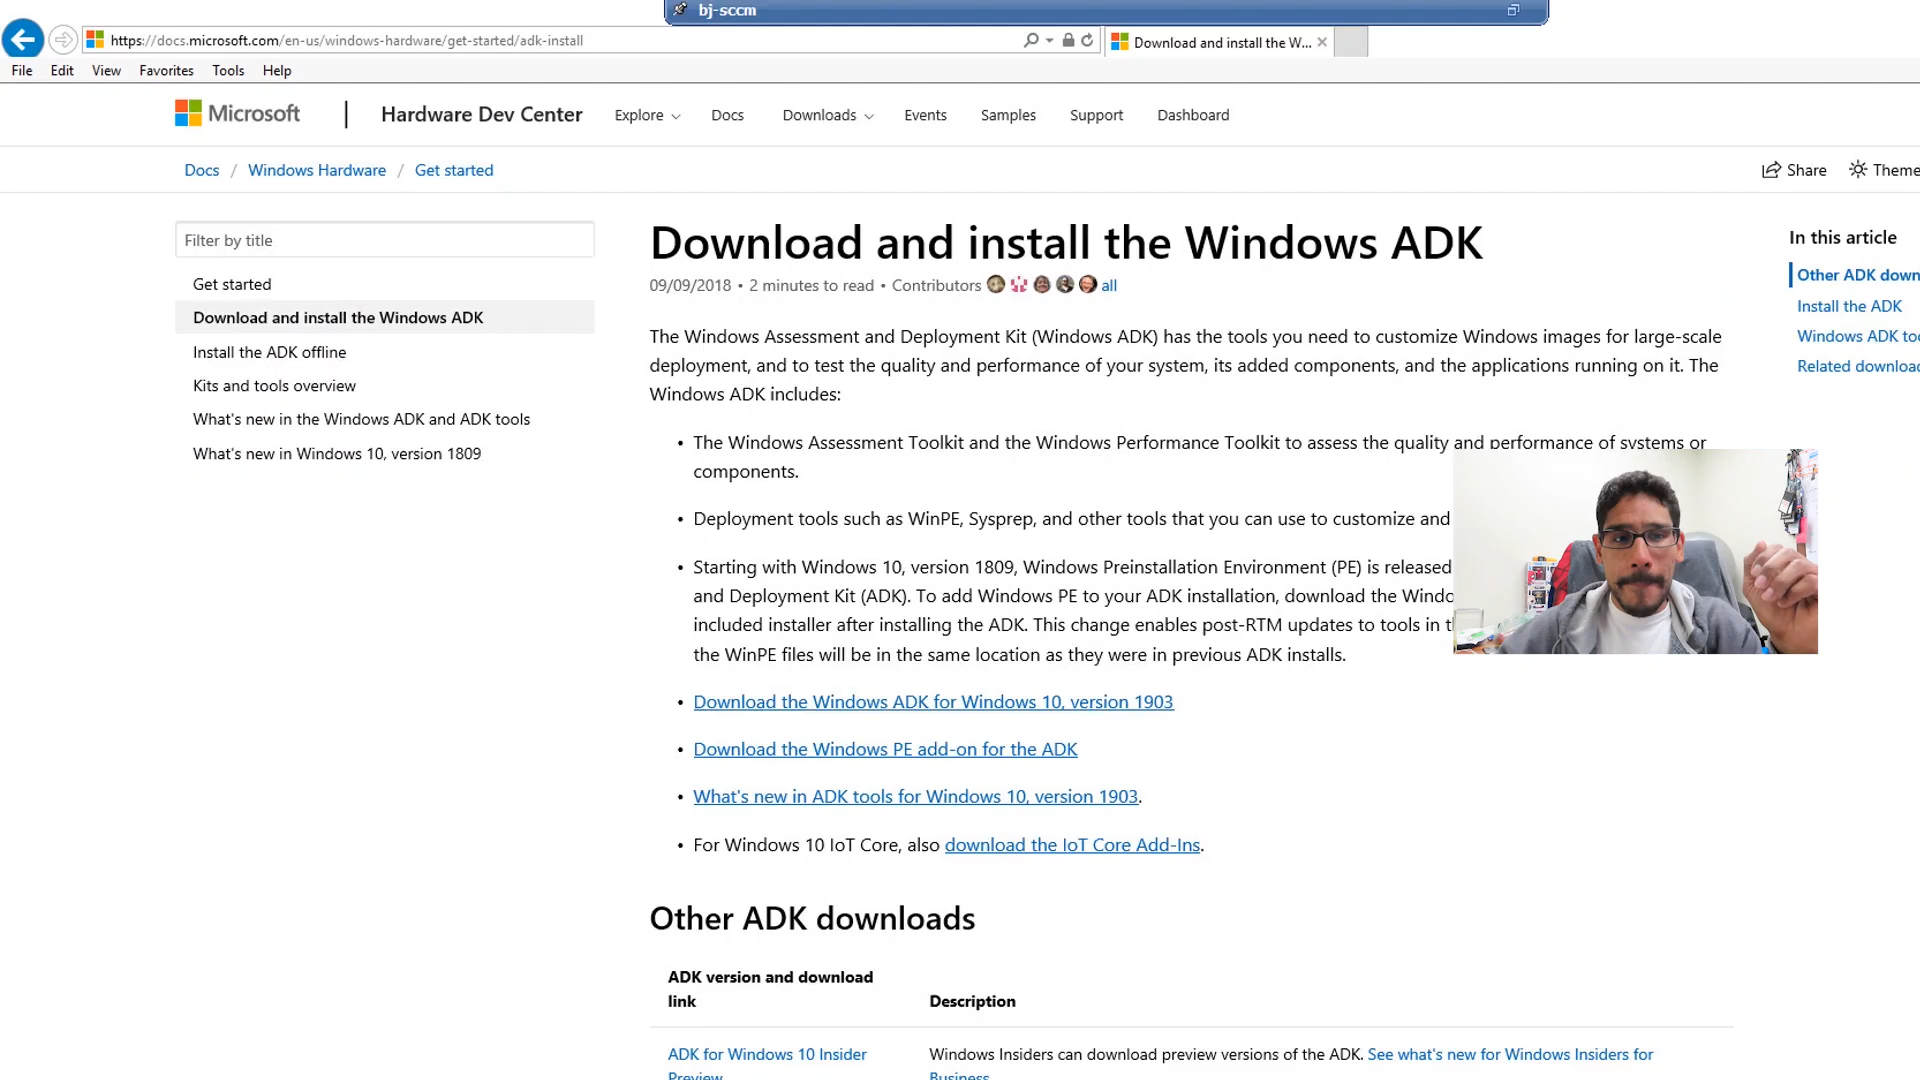 bj-sccm
https://docs.microsoft.com/en-us/windows-hardware/get-started/adk-install
Download and install the W...
File Edit View Favorites Tools Help
Microsoft
Hardware Dev Center Explore Docs Downloads Events Samples Support Dashboard
Docs / Windows Hardware / Get started
Share Theme
Filter by title
Get started
Download and install the Windows ADK
Install the ADK offline
Kits and tools overview
What's new in the Windows ADK and ADK tools
What's new in Windows 10, version 1809
Download and install the Windows ADK
09/09/2018 • 2 minutes to read • Contributors all
The Windows Assessment and Deployment Kit (Windows ADK) has the tools you need to customize Windows images for large-scale
deployment, and to test the quality and performance of your system, its added components, and the applications running on it. The
Windows ADK includes:
• The Windows Assessment Toolkit and the Windows Performance Toolkit to assess the quality and performance of systems or
components.
• Deployment tools such as WinPE, Sysprep, and other tools that you can use to customize and
• Starting with Windows 10, version 1809, Windows Preinstallation Environment (PE) is released
and Deployment Kit (ADK). To add Windows PE to your ADK installation, download the
included installer after installing the ADK. This change enables post-RTM updates to tools in
the WinPE files will be in the same location as they were in previous ADK installs.
• Download the Windows ADK for Windows 10, version 1903
• Download the Windows PE add-on for the ADK
• What's new in ADK tools for Windows 10, version 1903.
• For Windows 10 IoT Core, also download the IoT Core Add-Ins.
Other ADK downloads
ADK version and download
link
Description
ADK for Windows 10 Insider
Preview
Windows Insiders can download preview versions of the ADK. See what's new for Windows Insiders for
Business
In this article
Other ADK down
Install the ADK
Windows ADK
Related